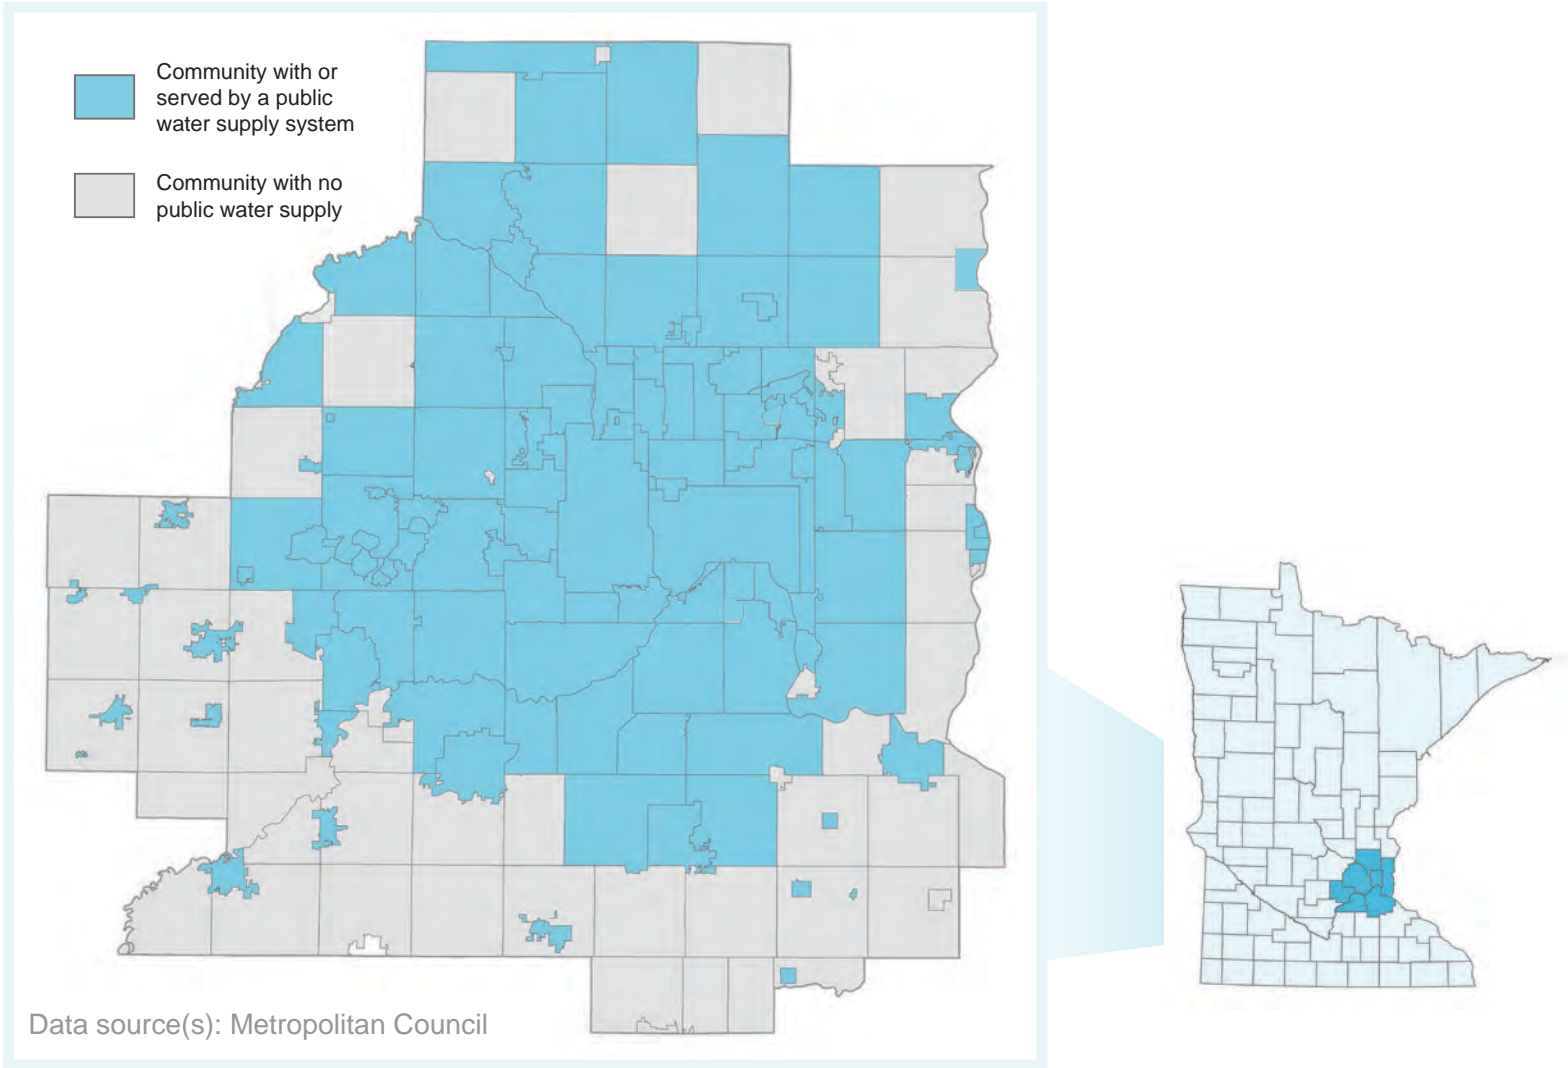 Community with or
served by a public
water supply system
Community with no
public water supply
Data source(s): Metropolitan Council